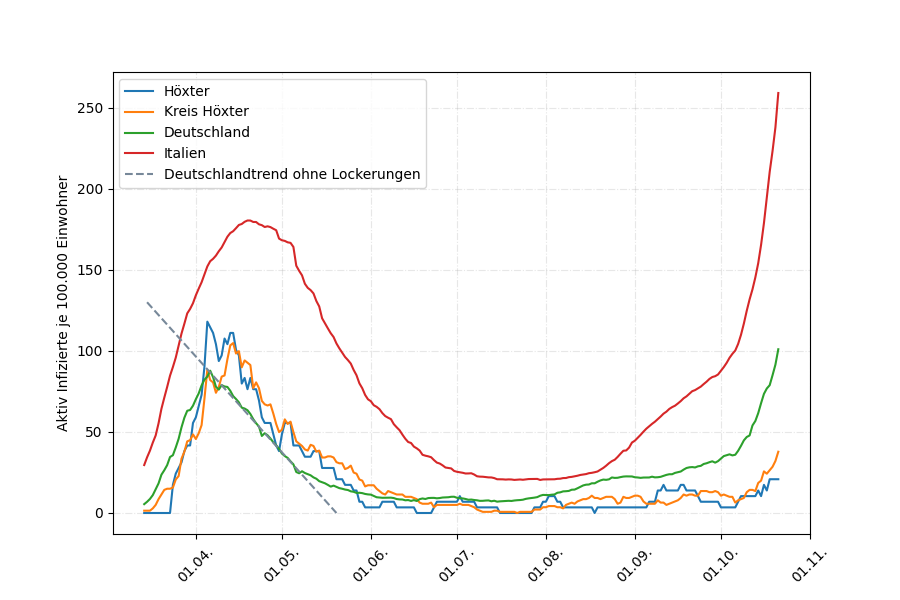 Höxter
Kreis Höxter
Deutschland
Italien
Deutschlandtrend ohne Lockerungen
Aktiv Infizierte je 100.000 Einwohner
250
200
150
100
50
0
01.04.
01.05.
01.06.
01.07.
01.08.
01.09.
01.10.
01.11.